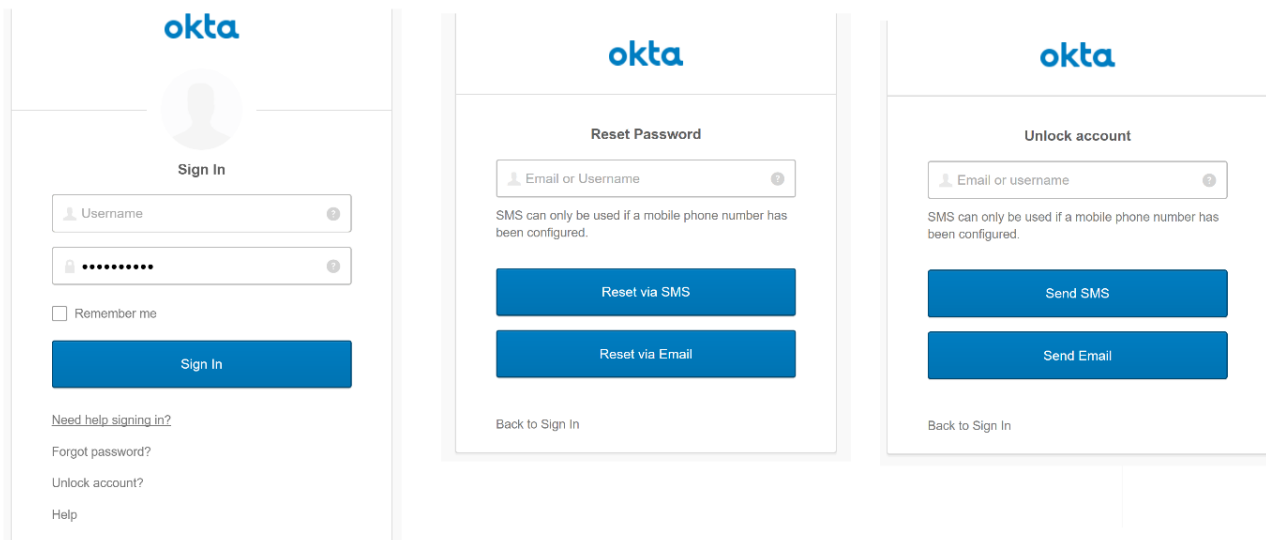 okta
Sign In
Username
••••••••••
Remember me
Sign In
Need help signing in?
Forgot password?
Unlock account?
Help
okta
Reset Password
Email or Username
SMS can only be used if a mobile phone number has
been configured.
Reset via SMS
Reset via Email
Back to Sign In
okta
Unlock account
Email or username
SMS can only be used if a mobile phone number has
been configured.
Send SMS
Send Email
Back to Sign In